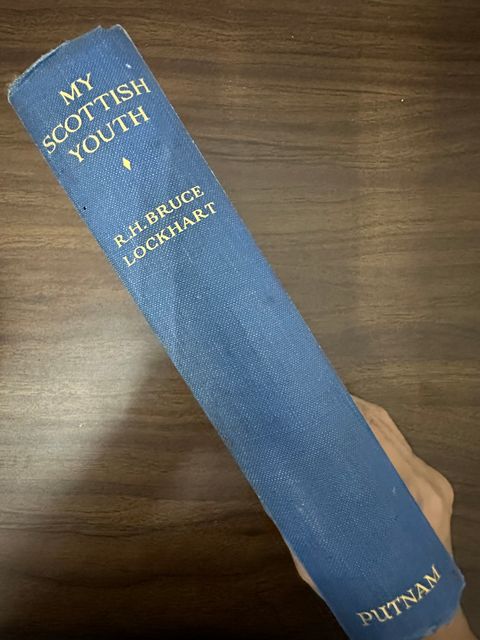 MY
SCOTTISH
YOUTH
R.H. BRUCE
LOCKHART
PUTNAM